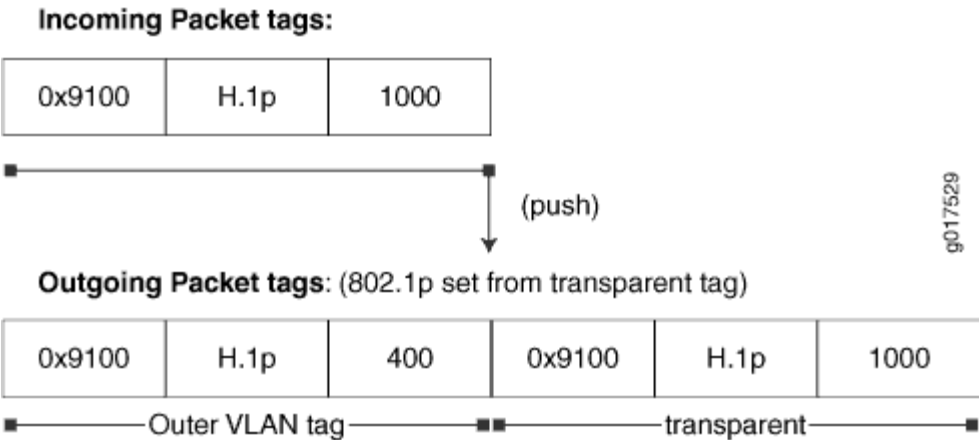 Incoming Packet tags:
0x9100 H.1p 1000
(push)
g017529
Outgoing Packet tags: (802.1p set from transparent tag)
0x9100 H.1p 400 0x9100 H.1p 1000
Outer VLAN tag transparent